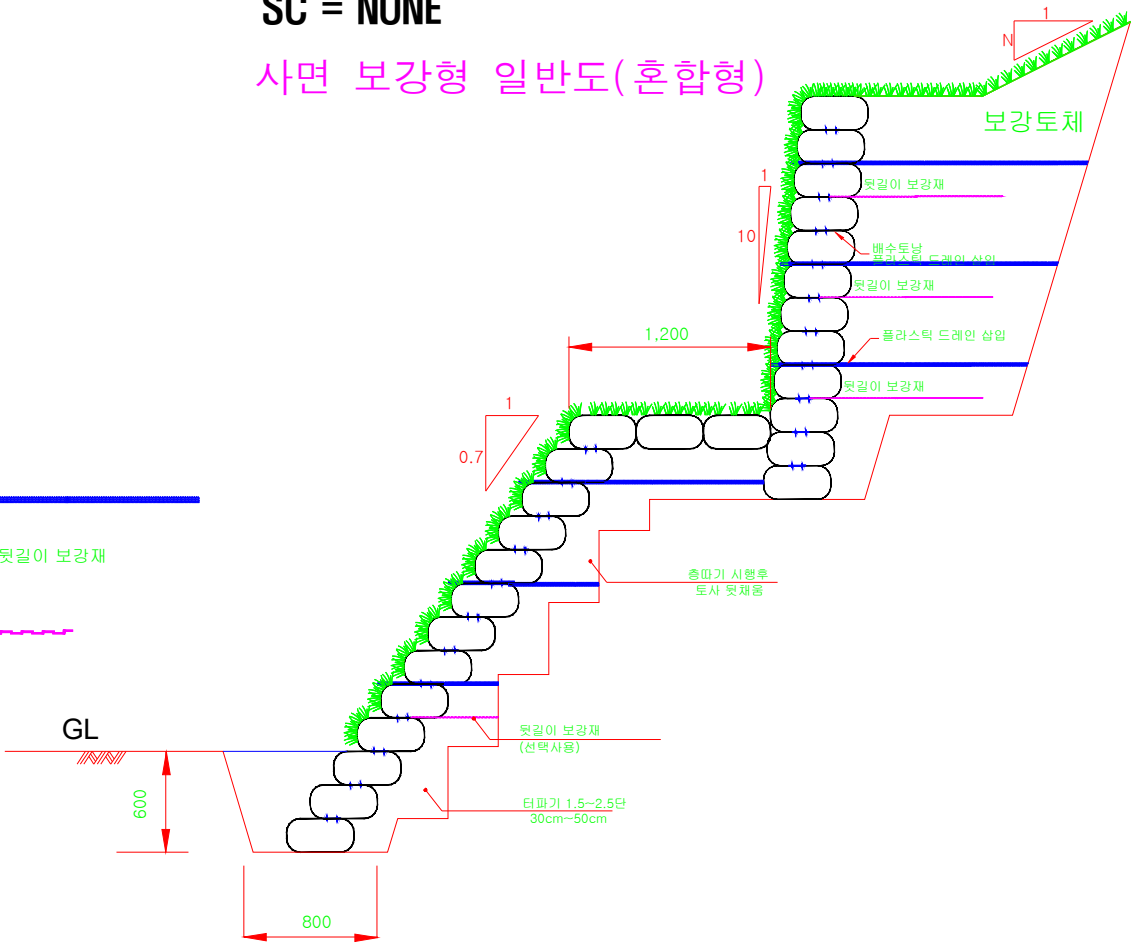 SC = NONE
사면 보강형 일반도(혼합형)
1
N
보강토체
뒷길이 보강재
1
10
배수토낭
플라스틱 드레인 삽입
뒷길이 보강재
1,200
플라스틱 드레인 삽입
뒷길이 보강재
1
0.7
뒷길이 보강재
층따기 시행후
토사 뒷채움
GL
뒷길이 보강재
(선택사용)
600
터파기 1.5~2.5단
30cm~50cm
800